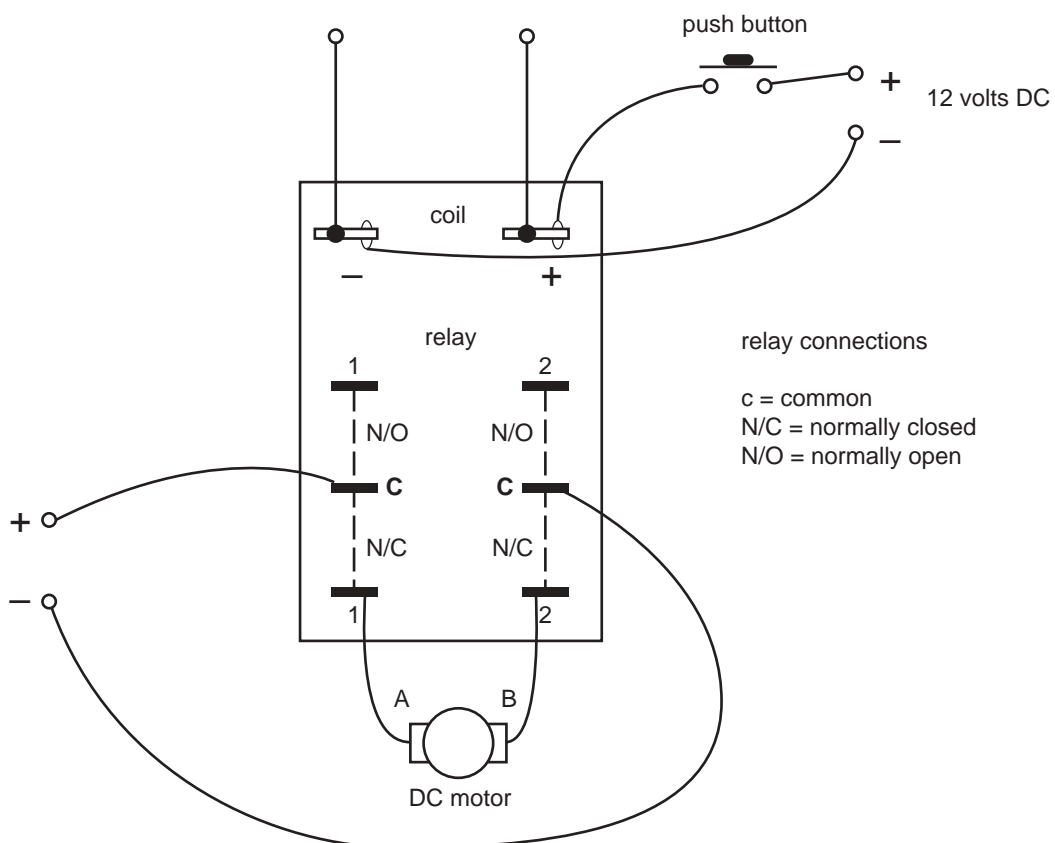 push button
+
12 volts DC
–
coil
– +
relay
relay connections
1 2
c = common
N/O N/O
N/C = normally closed
N/O = normally open
C C
+
N/C N/C
–
1 2
A B
DC motor